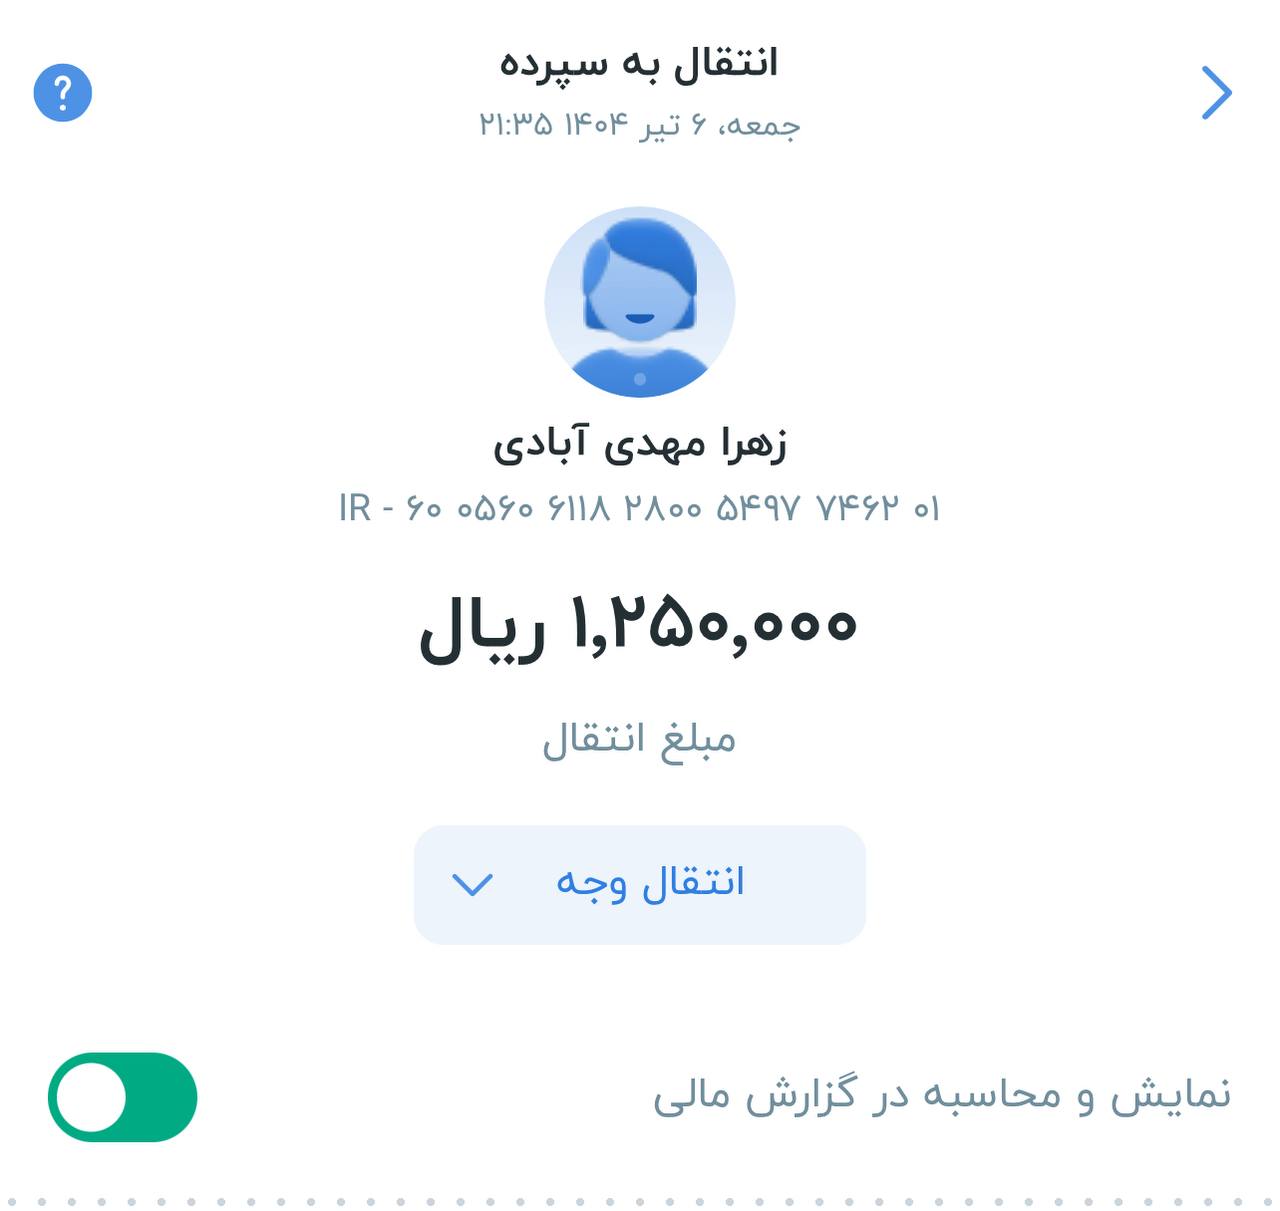 انتقال به سپرده
جمعه، ۶ تیر ۱۴۰۴ ۲۱:۳۵
زهرا مهدی آبادی
IR - ۶۰ ۰۵۶۰ ۶۱۱۸ ۲۸۰۰ ۵۴۹۷ ۷۴۶۲ ۰۱
۱,۲۵۰,۰۰۰ ریال
مبلغ انتقال
انتقال وجه
نمایش و محاسبه در گزارش مالی